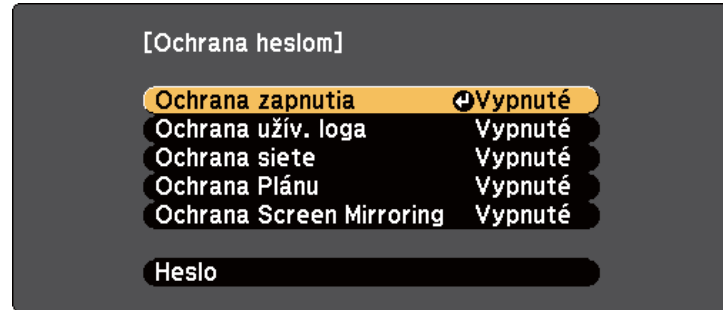 [Ochrana heslom]
Ochrana zapnutia Vypnuté
Ochrana užív. loga Vypnuté
Ochrana siete Vypnuté
Ochrana Plánu Vypnuté
Ochrana Screen Mirroring Vypnuté
Heslo